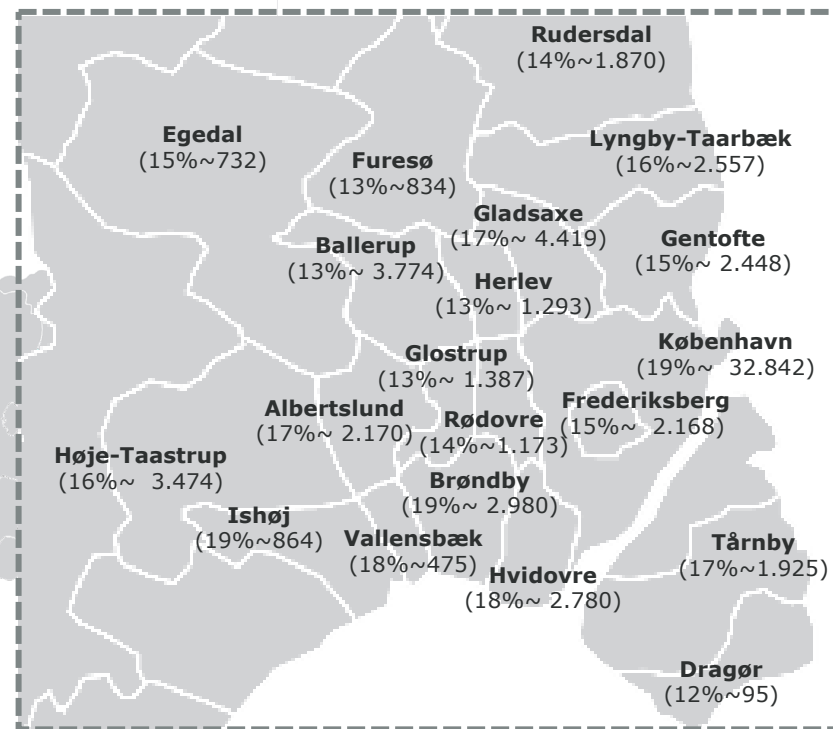 Rudersdal
(14%~1.870)
Egedal
(15%~732)
Furesø
(13%~834)
Lyngby-Taarbæk
(16%~2.557)
Gladsaxe
(17%~ 4.419)
Ballerup
(13%~ 3.774)
Gentofte
(15%~ 2.448)
Herlev
(13%~ 1.293)
København
(19%~ 32.842)
Glostrup
(13%~ 1.387)
Albertslund
(17%~ 2.170)
Rødovre
(14%~1.173)
Frederiksberg
(15%~ 2.168)
Høje-Taastrup
(16%~ 3.474)
Brøndby
(19%~ 2.980)
Ishøj
(19%~864)
Vallensbæk
(18%~475)
Hvidovre
(18%~ 2.780)
Tårnby
(17%~1.925)
Dragør
(12%~95)